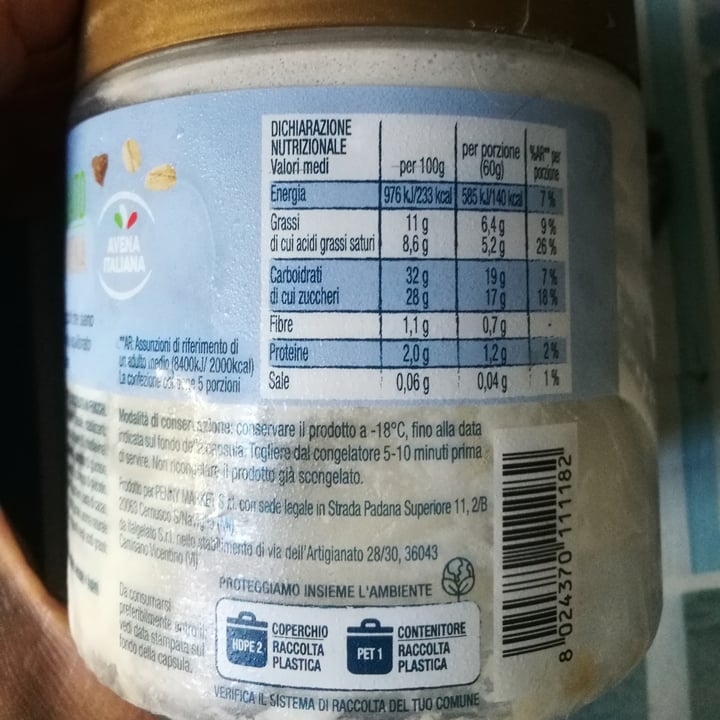 DICHIARAZIONE
NUTRIZIONALE
Valori medi
per 100g
per porzione
(60g)
%AR** per
porzione
Energia 976 kJ/233 kcal 585 kJ/140 kcal 7%
Grassi 11 g 6,4 g 9%
di cui acidi grassi saturi 8,6 g 5,2 g 26%
Carboidrati 32 g 19 g 7%
di cui zuccheri 28 g 17 g 18%
Fibre 1,1 g 0,7 g -
Proteine 2,0 g 1,2 g 2%
Sale 0,06 g 0,04 g 1%
AVENA
ITALIANA
**AR: Assunzioni di riferimento di
un adulto medio (8400kJ/ 2000kcal)
La confezione contiene 5 porzioni
Modalità di conservazione: conservare il prodotto a -18°C, fino alla data
indicata sul fondo della capsula. Togliere dal congelatore 5-10 minuti prima
di servire. Non ricongelare il prodotto già scongelato.
Prodotto per PENNY MARKET S.r.l. con sede legale in Strada Padana Superiore 11, 2/B
20063 Cernusco S/Naviglio (MI)
da Italgelato S.r.l. nello stabilimento di via dell'Artigianato 28/30, 36043
Camisano Vicentino (VI)
Da consumarsi
preferibilmente entro il:
vedi data stampata sul
fondo della capsula.
PROTEGGIAMO INSIEME L'AMBIENTE
HDPE 2
COPERCHIO
RACCOLTA
PLASTICA
PET 1
CONTENITORE
RACCOLTA
PLASTICA
VERIFICA IL SISTEMA DI RACCOLTA DEL TUO COMUNE
8 024370 111182